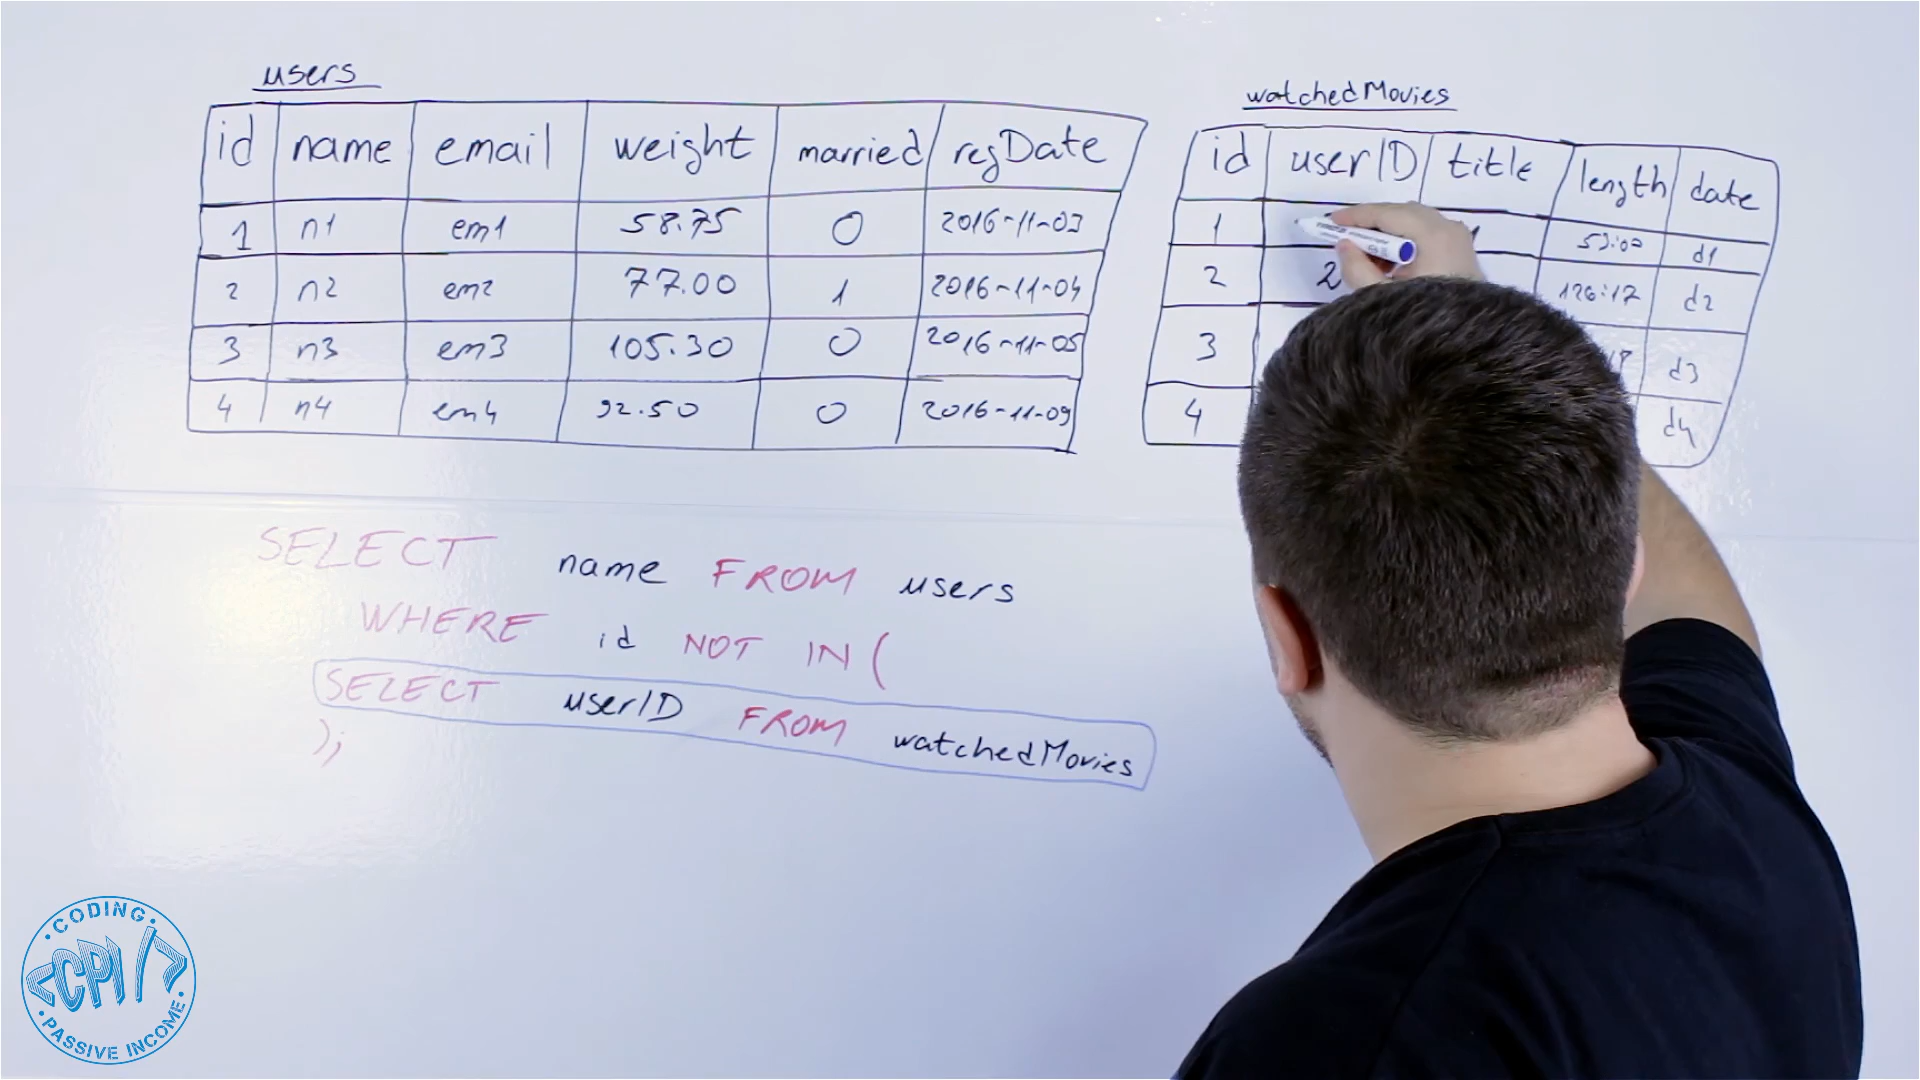 users
id name email weight married regDate
1 n1 em1 58.75 0 2016-11-03
2 n2 em2 77.00 1 2016-11-04
3 n3 em3 105.30 0 2016-11-05
4 n4 em4 92.50 0 2016-11-09
watchedMovies
id userID title length date
1 d1
2 2 126:17 d2
3 d3
4 d4
SELECT name FROM users
WHERE id NOT IN (
SELECT userID FROM watchedMovies
);
CODING
<CPI/>
PASSIVE INCOME